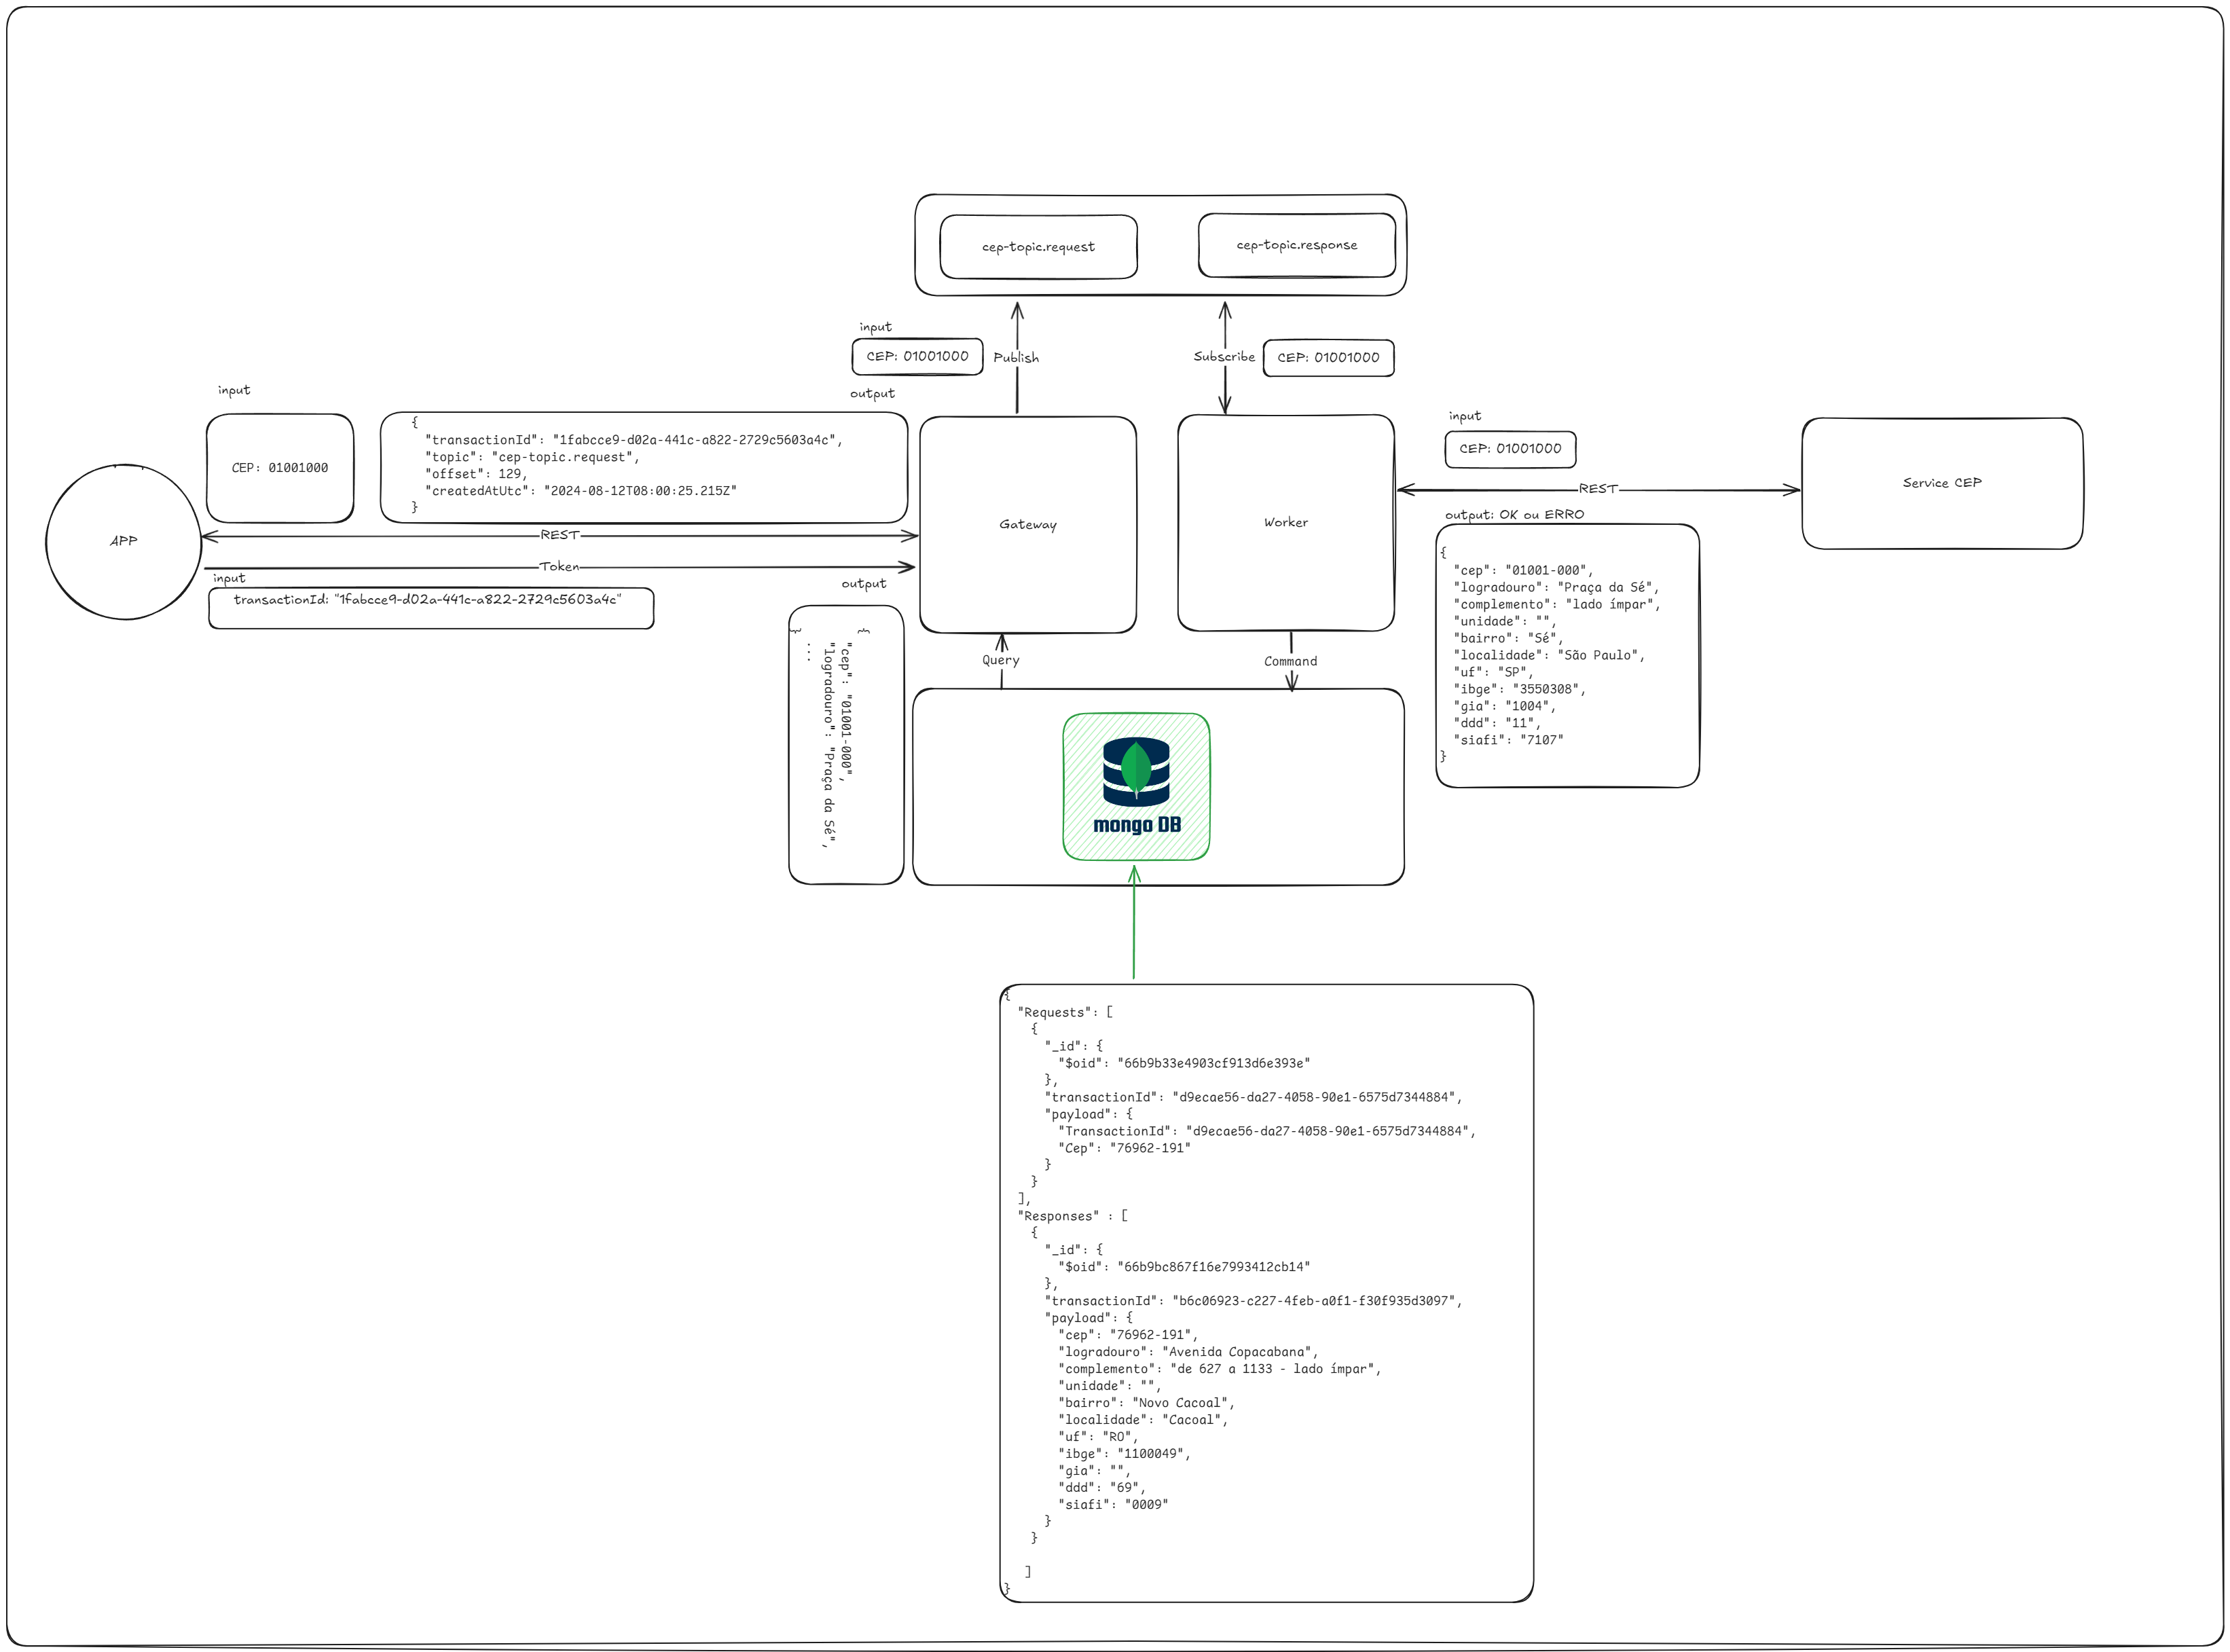 cep-topic.request
cep-topic.response
input
CEP: 01001000
Publish
Subscribe
CEP: 01001000
input
output
CEP: 01001000
{
"transactionId": "1fabcce9-d02a-441c-a822-2729c5603a4c",
"topic": "cep-topic.request",
"offset": 129,
"createdAtUtc": "2024-08-12T08:00:25.215Z"
}
REST
Token
APP
input
transactionId: "1fabcce9-d02a-441c-a822-2729c5603a4c"
output
{
"cep": "01001-000",
"logradouro": "Praça da Sé",
...
}
Gateway
Worker
input
CEP: 01001000
REST
Service CEP
output: OK ou ERRO
{
"cep": "01001-000",
"logradouro": "Praça da Sé",
"complemento": "lado ímpar",
"unidade": "",
"bairro": "Sé",
"localidade": "São Paulo",
"uf": "SP",
"ibge": "3550308",
"gia": "1004",
"ddd": "11",
"siafi": "7107"
}
Query
Command
mongo DB
{
"Requests": [
{
"_id": {
"$oid": "66b9b33e4903cf913d6e393e"
},
"transactionId": "d9ecae56-da27-4058-90e1-6575d7344884",
"payload": {
"TransactionId": "d9ecae56-da27-4058-90e1-6575d7344884",
"Cep": "76962-191"
}
}
],
"Responses" : [
{
"_id": {
"$oid": "66b9bc867f16e7993412cb14"
},
"transactionId": "b6c06923-c227-4feb-a0f1-f30f935d3097",
"payload": {
"cep": "76962-191",
"logradouro": "Avenida Copacabana",
"complemento": "de 627 a 1133 - lado ímpar",
"unidade": "",
"bairro": "Novo Cacoal",
"localidade": "Cacoal",
"uf": "RO",
"ibge": "1100049",
"gia": "",
"ddd": "69",
"siafi": "0009"
}
}
]
}